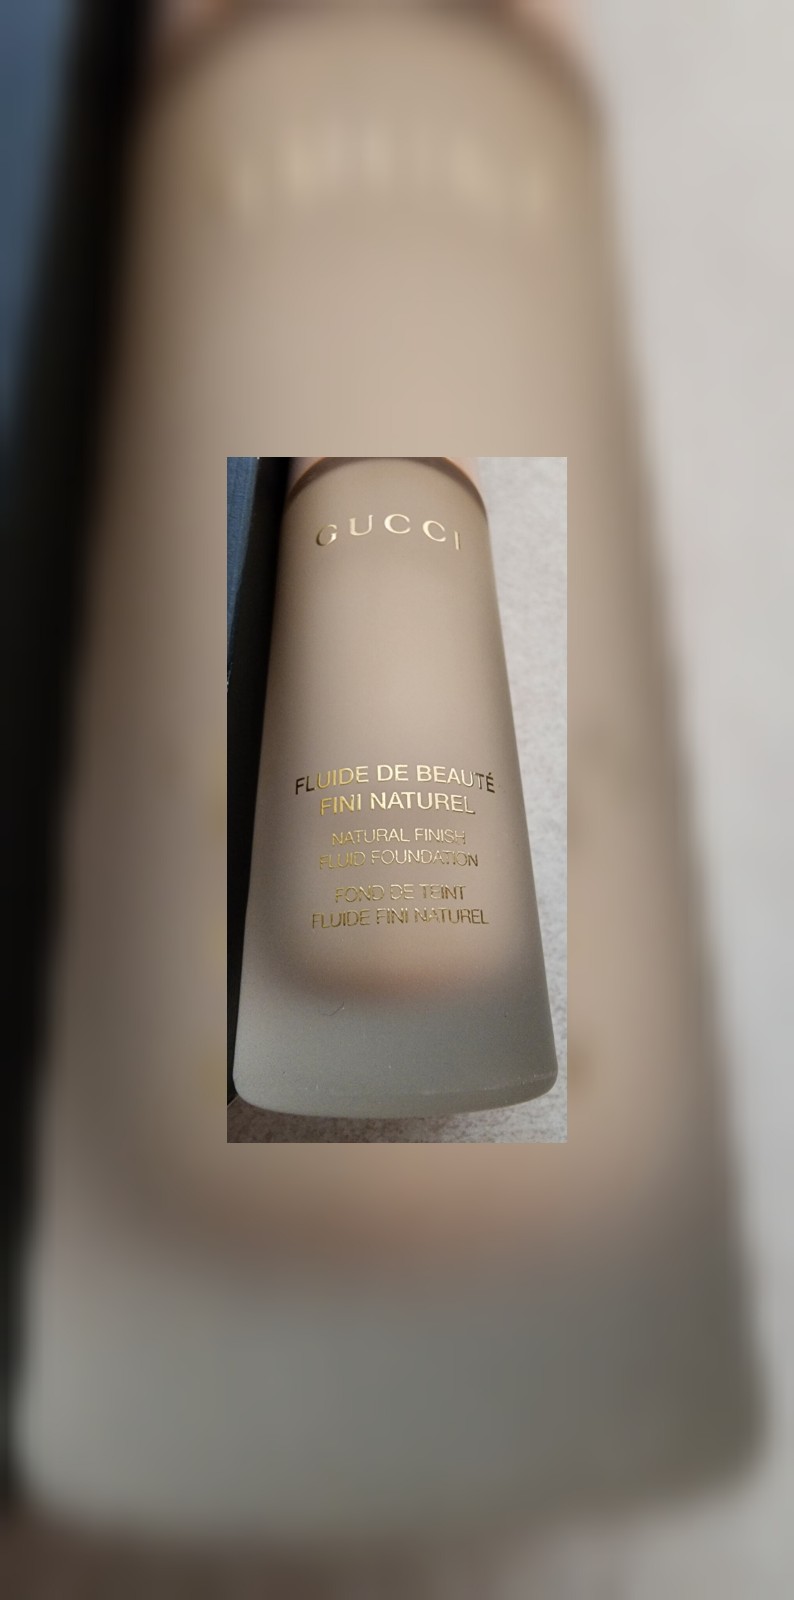 GUCCI
FLUIDE DE BEAUTÉ
FINI NATUREL
NATURAL FINISH
FLUID FOUNDATION
FOND DE TEINT
FLUIDE FINI NATUREL